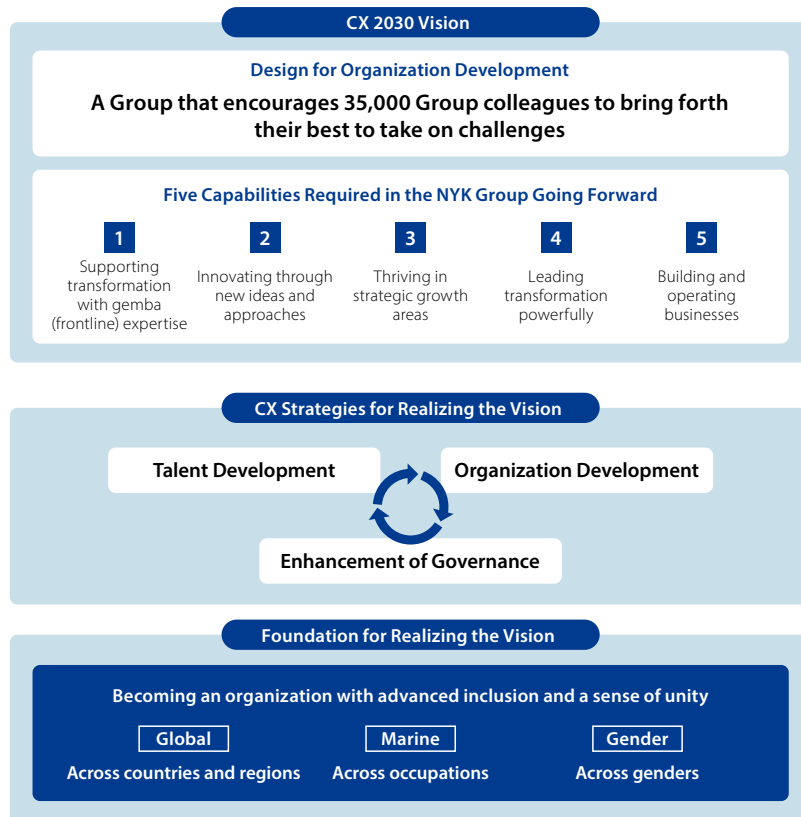 CX 2030 Vision
Design for Organization Development
A Group that encourages 35,000 Group colleagues to bring forth
their best to take on challenges
Five Capabilities Required in the NYK Group Going Forward
1
Supporting
transformation
with gemba
(frontline) expertise
2
Innovating through
new ideas and
approaches
3
Thriving in
strategic growth
areas
4
Leading
transformation
powerfully
5
Building and
operating
businesses
CX Strategies for Realizing the Vision
Talent Development
Organization Development
Enhancement of Governance
Foundation for Realizing the Vision
Becoming an organization with advanced inclusion and a sense of unity
Global
Across countries and regions
Marine
Across occupations
Gender
Across genders